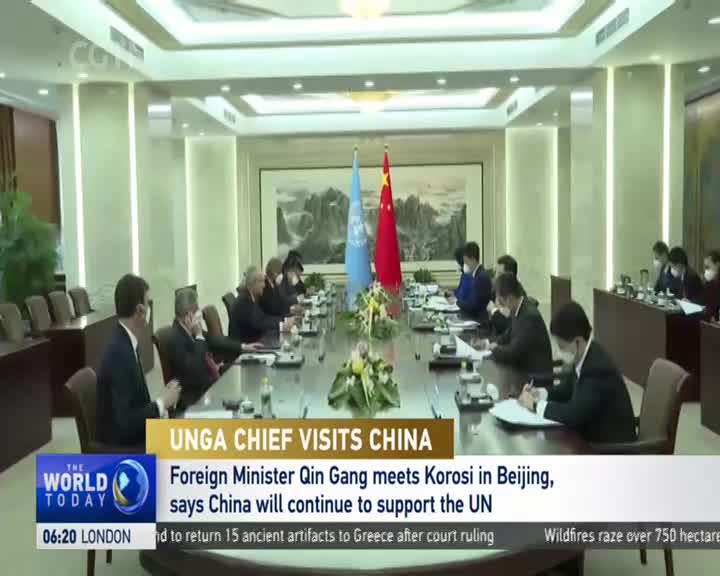 CGTN
UNGA CHIEF VISITS CHINA
Foreign Minister Qin Gang meets Korosi in Beijing,
says China will continue to support the UN
THE
WORLD
TODAY
06:20 LONDON
nd to return 15 ancient artifacts to Greece after court ruling
Wildfires raze over 750 hectare